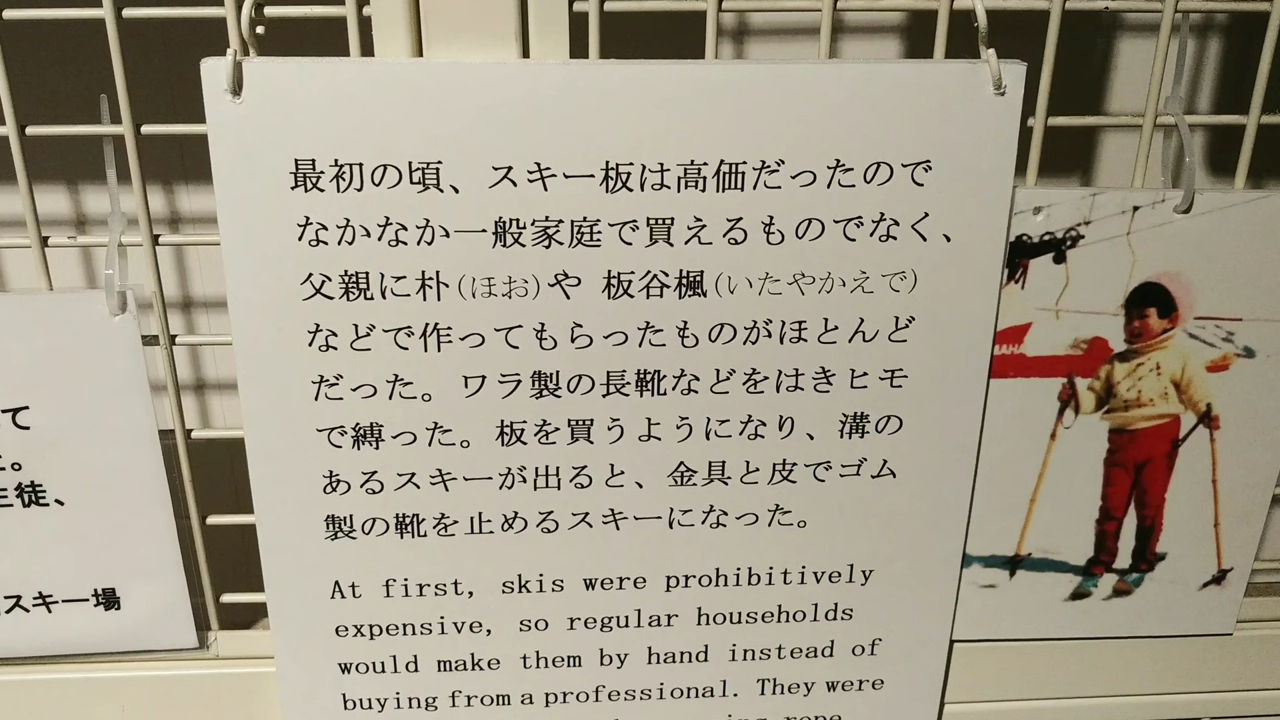 最初の頃、スキー板は高価だったので
なかなか一般家庭で買えるものでなく、
父親に朴(ほお)や 板谷楓(いたやかえで)
などで作ってもらったものがほとんど
だった。ワラ製の長靴などをはきヒモ
で縛った。板を買うようになり、溝の
あるスキーが出ると、金具と皮でゴム
製の靴を止めるスキーになった。
At first, skis were prohibitively
expensive, so regular households
would make them by hand instead of
buying from a professional. They were
rope
て
。
生徒、
スキー場
MAHA